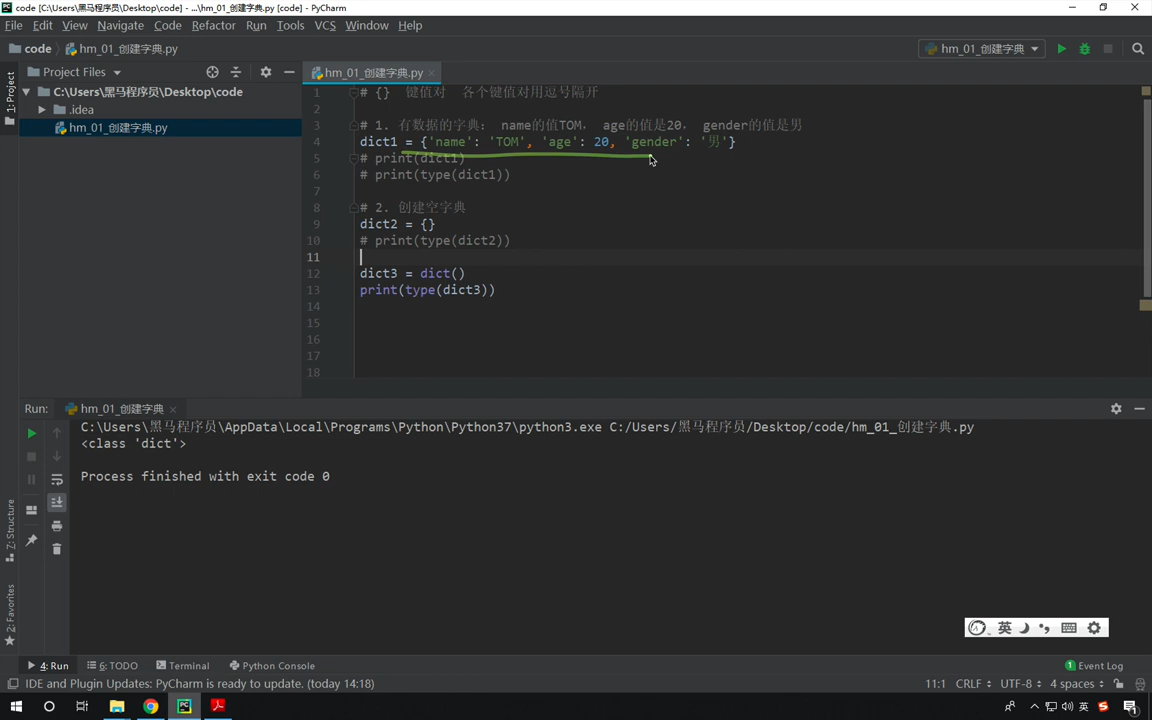 code [C:\Users\黑马程序员\Desktop\code] - ...\hm_01_创建字典.py [code] - PyCharm
File Edit View Navigate Code Refactor Run Tools VCS Window Help
code hm_01_创建字典.py hm_01_创建字典
Project Files hm_01_创建字典.py
1: Project
C:\Users\黑马程序员\Desktop\code
.idea
hm_01_创建字典.py
1 # {} 键值对 各个键值对用逗号隔开
2
3 # 1. 有数据的字典： name的值TOM， age的值是20， gender的值是男
4 dict1 = {'name': 'TOM', 'age': 20, 'gender': '男'}
5 # print(dict1)
6 # print(type(dict1))
7
8 # 2. 创建空字典
9 dict2 = {}
10 # print(type(dict2))
11
12 dict3 = dict()
13 print(type(dict3))
14
15
16
17
18
Run: hm_01_创建字典
C:\Users\黑马程序员\AppData\Local\Programs\Python\Python37\python3.exe C:/Users/黑马程序员/Desktop/code/hm_01_创建字典.py
<class 'dict'>
Process finished with exit code 0
Z: Structure
2: Favorites
英
4: Run 6: TODO Terminal Python Console 1 Event Log
IDE and Plugin Updates: PyCharm is ready to update. (today 14:18) 11:1 CRLF UTF-8 4 spaces
PC 英 S 1